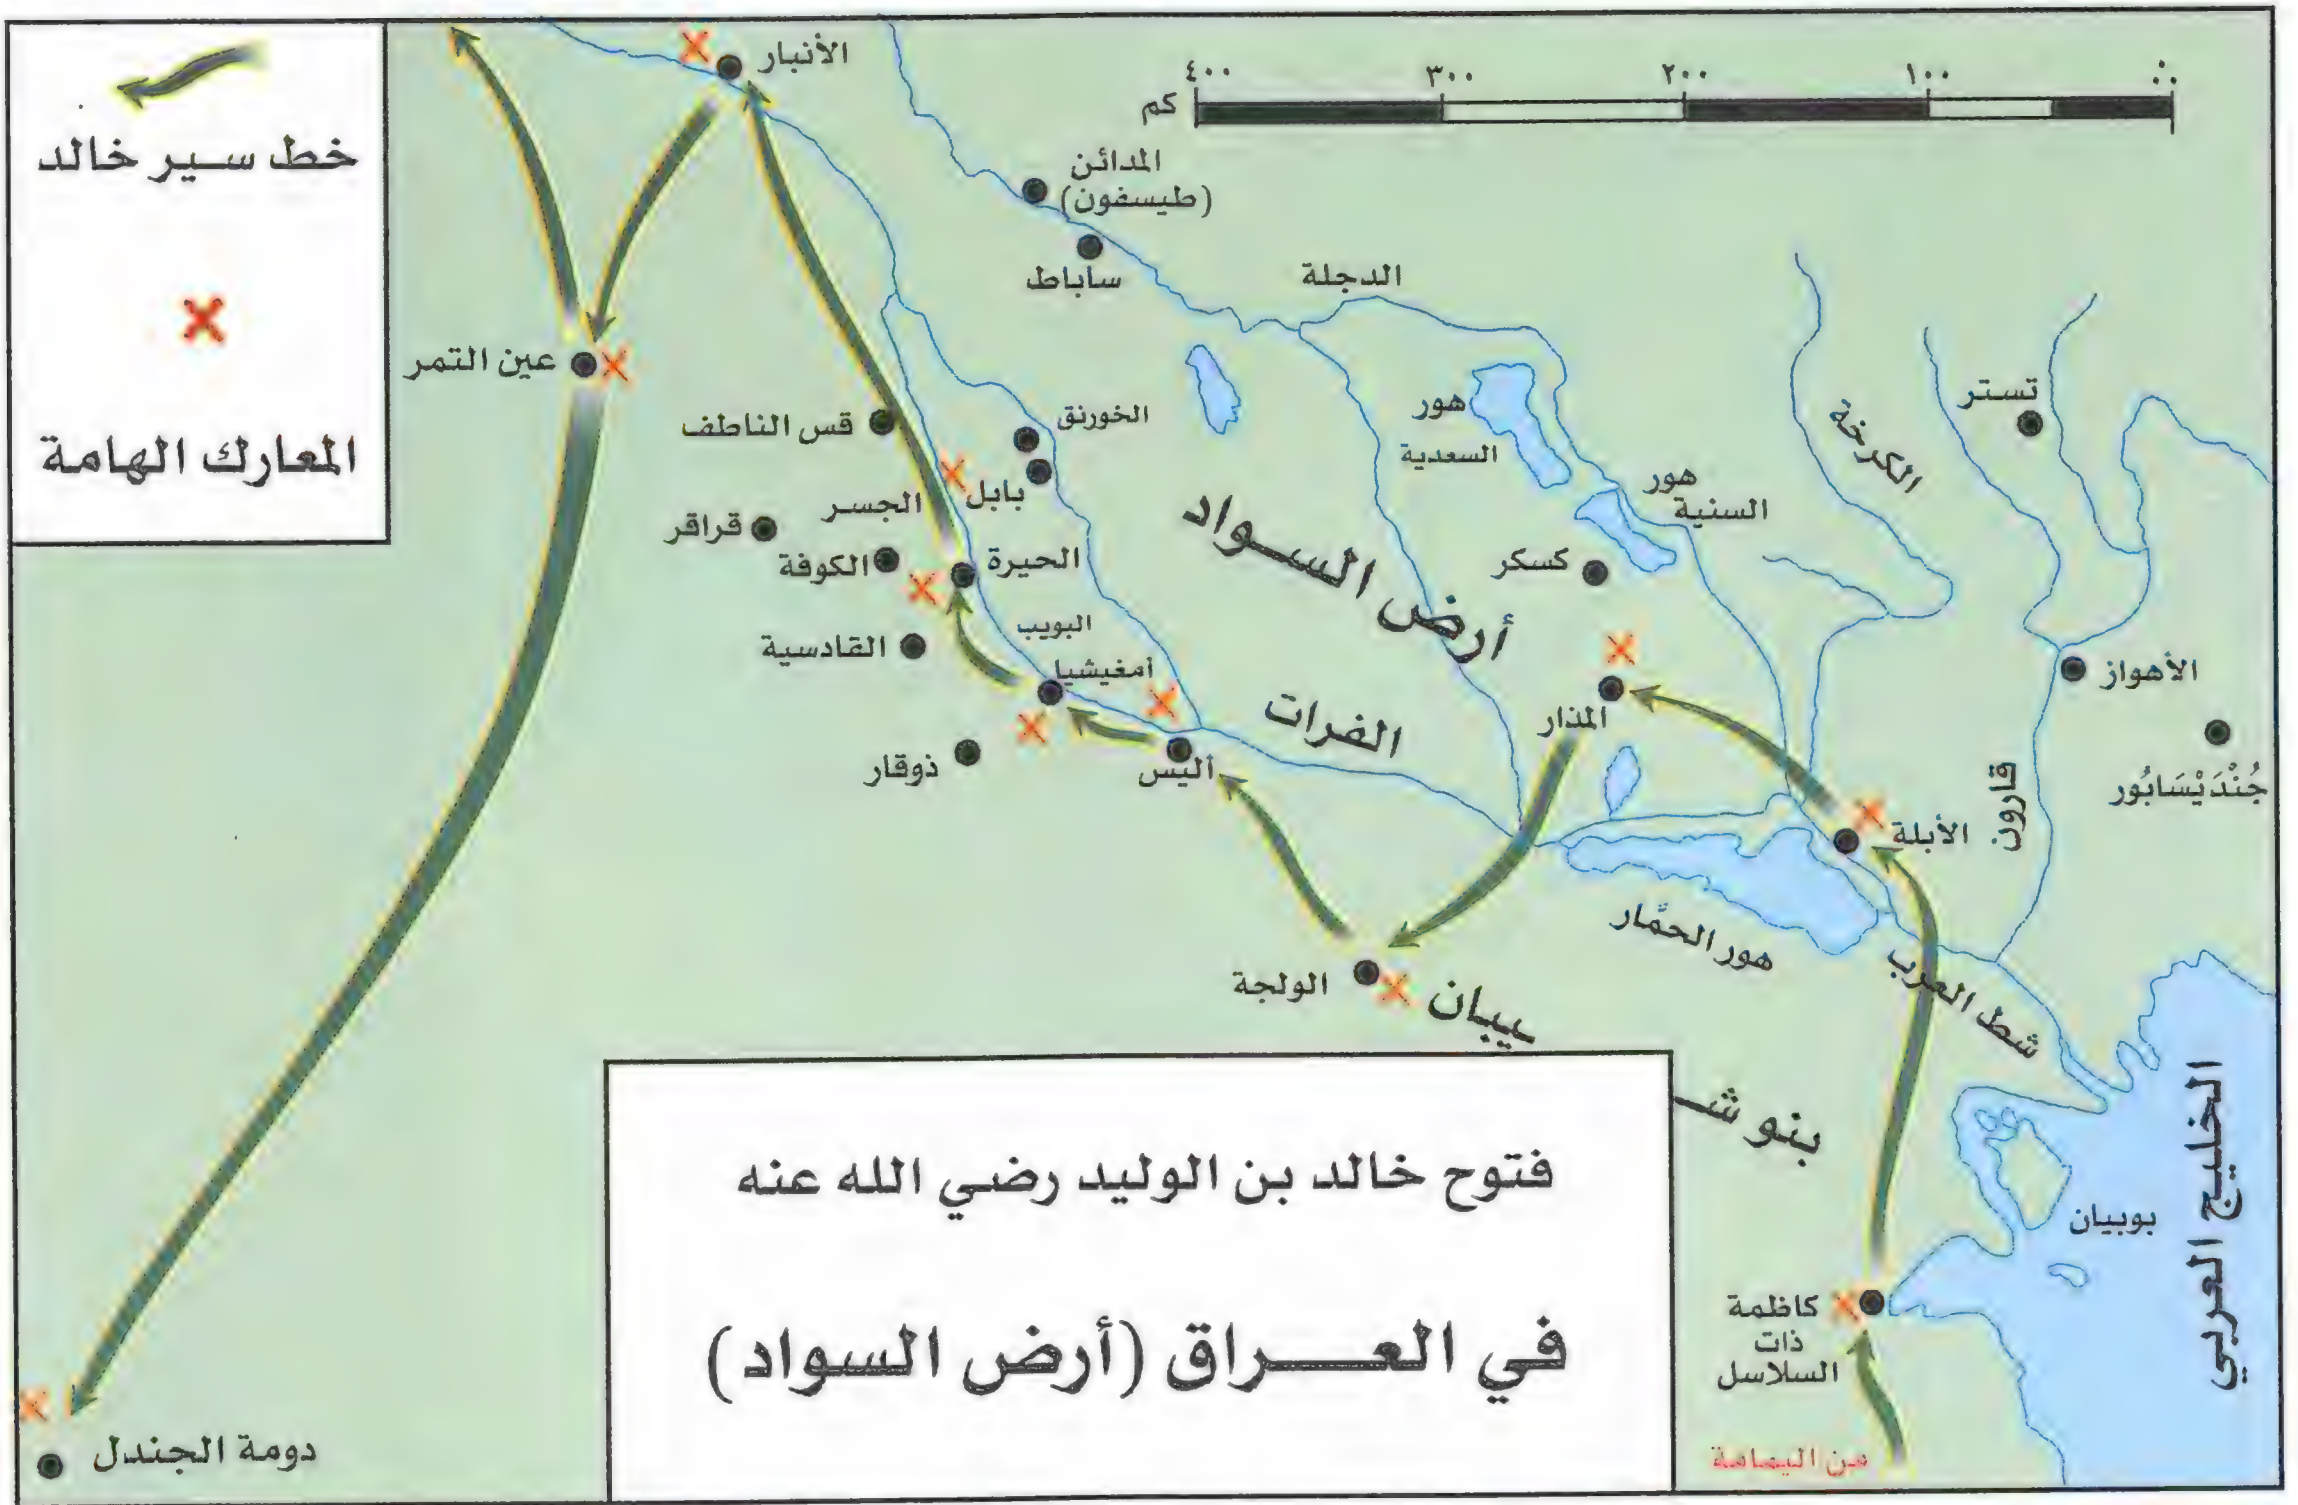 خط سير خالد
المعارك الهامة
الأنبار
٤٠٠ ٣٠٠ ٢٠٠ ١٠٠ ٠
كم
المدائن
(طيسفون)
ساباط
الدجلة
عين التمر
قس الناطف
الخورنق
بابل
الجسر
قراقر
الكوفة
الحيرة
القادسية
البويب
أمغيشيا
ذوقار
أليس
الفرات
أرض السواد
هور
السعدية
هور
السنية
كسكر
المذار
الكرخة
تستر
الأهواز
جُنْدَيْسَابُور
قارون
الأبلة
هور الحمَّار
شط العرب
الولجة
بنو شيبان
الخليج العربي
بوبيان
كاظمة
ذات
السلاسل
من اليمامة
دومة الجندل
فتوح خالد بن الوليد رضي الله عنه
في العراق (أرض السواد)